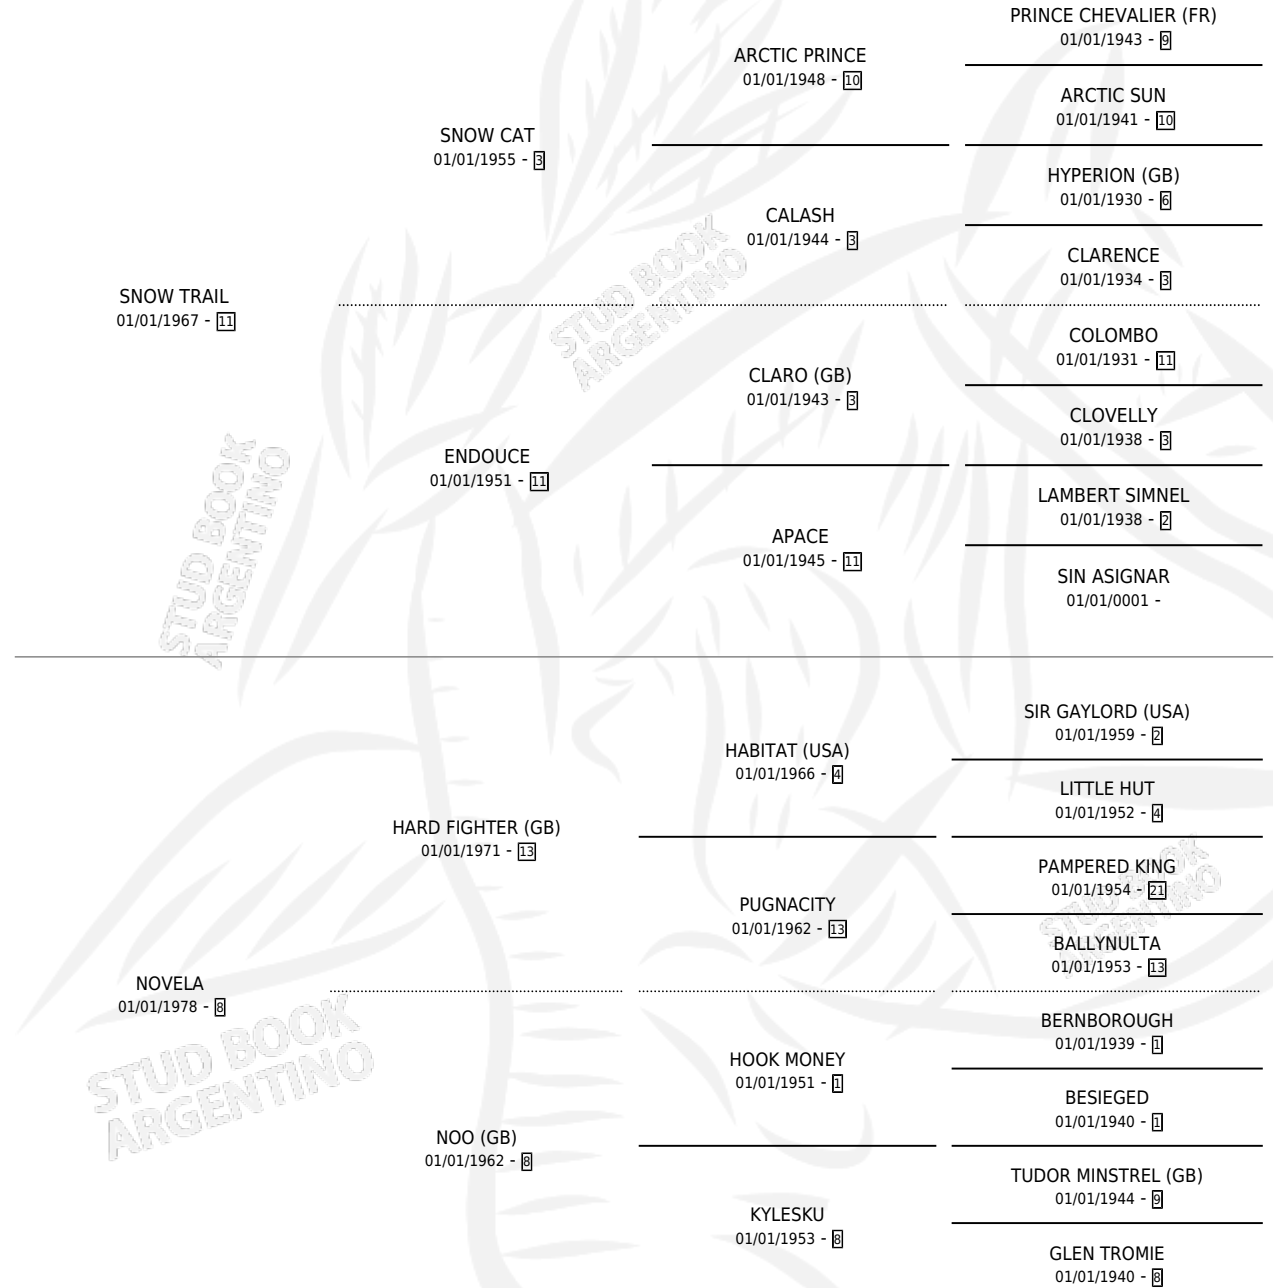 PRINCE CHEVALIER (FR)
01/01/1943 - 9
ARCTIC PRINCE
01/01/1948 - 10
ARCTIC SUN
01/01/1941 - 10
SNOW CAT
01/01/1955 - 3
HYPERION (GB)
01/01/1930 - 6
CALASH
01/01/1944 - 3
CLARENCE
01/01/1934 - 3
SNOW TRAIL
01/01/1967 - 11
COLOMBO
01/01/1931 - 11
CLARO (GB)
01/01/1943 - 3
CLOVELLY
01/01/1938 - 3
ENDOUCE
01/01/1951 - 11
LAMBERT SIMNEL
01/01/1938 - 2
APACE
01/01/1945 - 11
SIN ASIGNAR
01/01/0001 -
STUD BOOK
ARGENTINO
STUD BOOK
ARGENTINO
SIR GAYLORD (USA)
01/01/1959 - 2
HABITAT (USA)
01/01/1966 - 4
LITTLE HUT
01/01/1952 - 4
HARD FIGHTER (GB)
01/01/1971 - 13
PAMPERED KING
01/01/1954 - 21
PUGNACITY
01/01/1962 - 13
BALLYNULTA
01/01/1953 - 13
NOVELA
01/01/1978 - 8
BERNBOROUGH
01/01/1939 - 1
HOOK MONEY
01/01/1951 - 1
BESIEGED
01/01/1940 - 1
NOO (GB)
01/01/1962 - 8
TUDOR MINSTREL (GB)
01/01/1944 - 9
KYLESKU
01/01/1953 - 8
GLEN TROMIE
01/01/1940 - 8
STUD BOOK
ARGENTINO
STUD BOOK
ARGENTINO